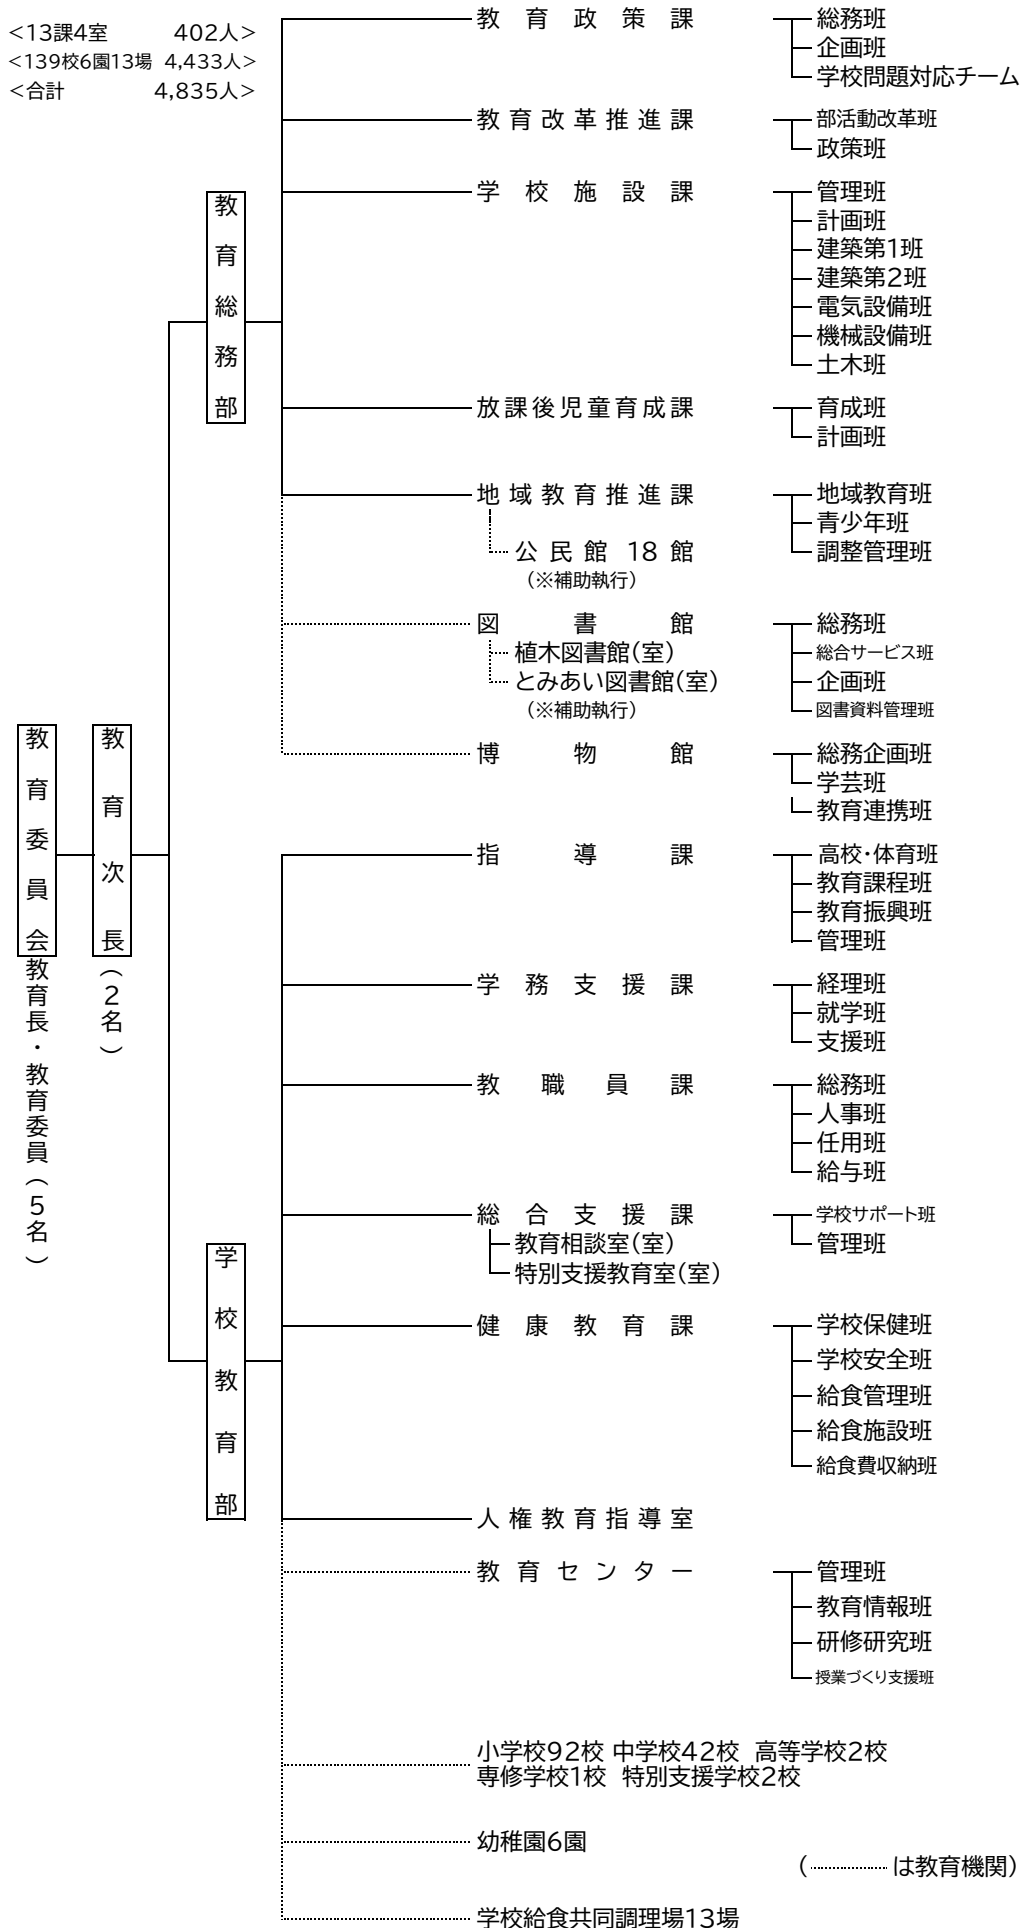 <13課4室 402人>
<139校6園13場 4,433人>
<合計 4,835人>
教育委員会
教育長・教育委員(5名)
教育次長
(2名)
教育総務部
教育政策課
総務班
企画班
学校問題対応チーム
教育改革推進課
部活動改革班
政策班
学校施設課
管理班
計画班
建築第1班
建築第2班
電気設備班
機械設備班
土木班
放課後児童育成課
育成班
計画班
地域教育推進課
地域教育班
青少年班
調整管理班
公民館 18館
(※補助執行)
図書館
総務班
総合サービス班
企画班
図書資料管理班
植木図書館(室)
とみあい図書館(室)
(※補助執行)
博物館
総務企画班
学芸班
教育連携班
学校教育部
指導課
高校・体育班
教育課程班
教育振興班
管理班
学務支援課
経理班
就学班
支援班
教職員課
総務班
人事班
任用班
給与班
総合支援課
学校サポート班
管理班
教育相談室(室)
特別支援教育室(室)
健康教育課
学校保健班
学校安全班
給食管理班
給食施設班
給食費収納班
人権教育指導室
教育センター
管理班
教育情報班
研修研究班
授業づくり支援班
小学校92校 中学校42校 高等学校2校
専修学校1校 特別支援学校2校
幼稚園6園
(………は教育機関)
学校給食共同調理場13場